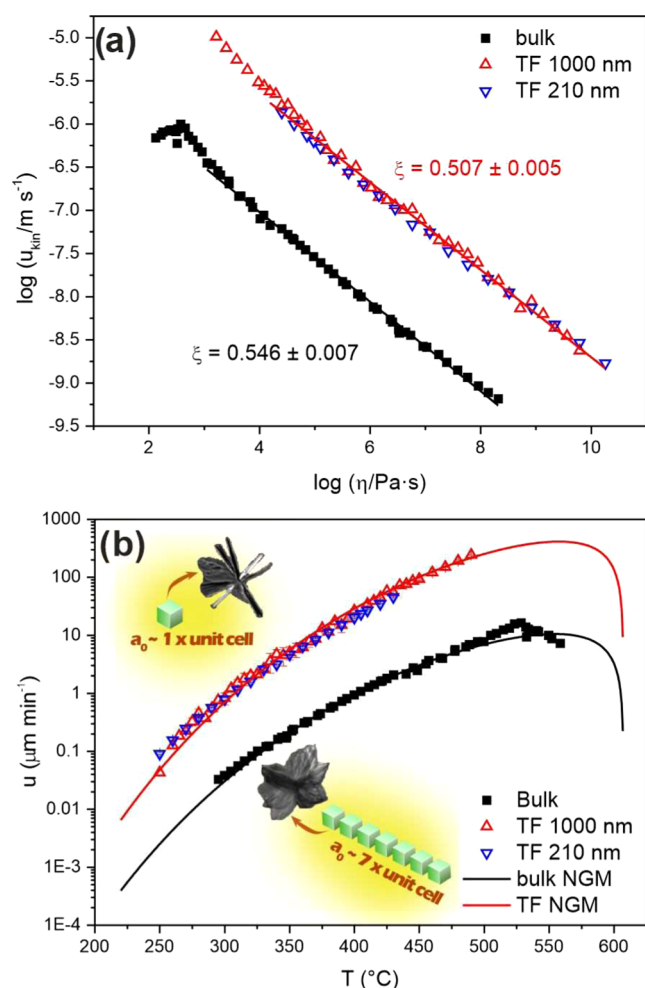 (a)
bulk
TF 1000 nm
TF 210 nm
ξ = 0.507 ± 0.005
ξ = 0.546 ± 0.007
log (u_kin/m s⁻¹)
-5.0
-5.5
-6.0
-6.5
-7.0
-7.5
-8.0
-8.5
-9.0
-9.5
2 4 6 8 10
log (η/Pa·s)
(b)
a₀ ~ 1 x unit cell
a₀ ~ 7 x unit cell
Bulk
TF 1000 nm
TF 210 nm
bulk NGM
TF NGM
u (μm min⁻¹)
1000
100
10
1
0.1
0.01
1E-3
1E-4
200 250 300 350 400 450 500 550 600
T (°C)